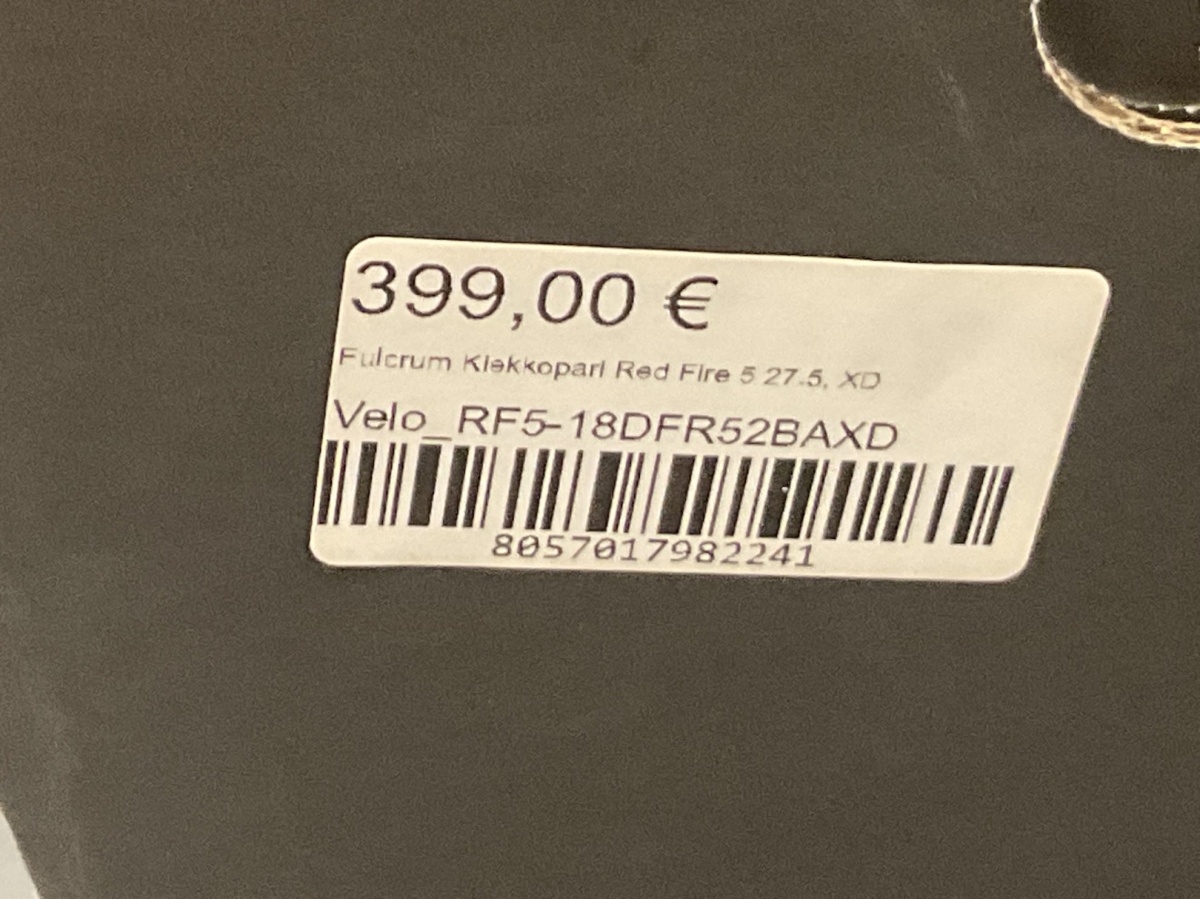 399,00 €
Fulcrum Kiekkopari Red Fire 5 27.5, XD
Velo_RF5-18DFR52BAXD
8057017982241